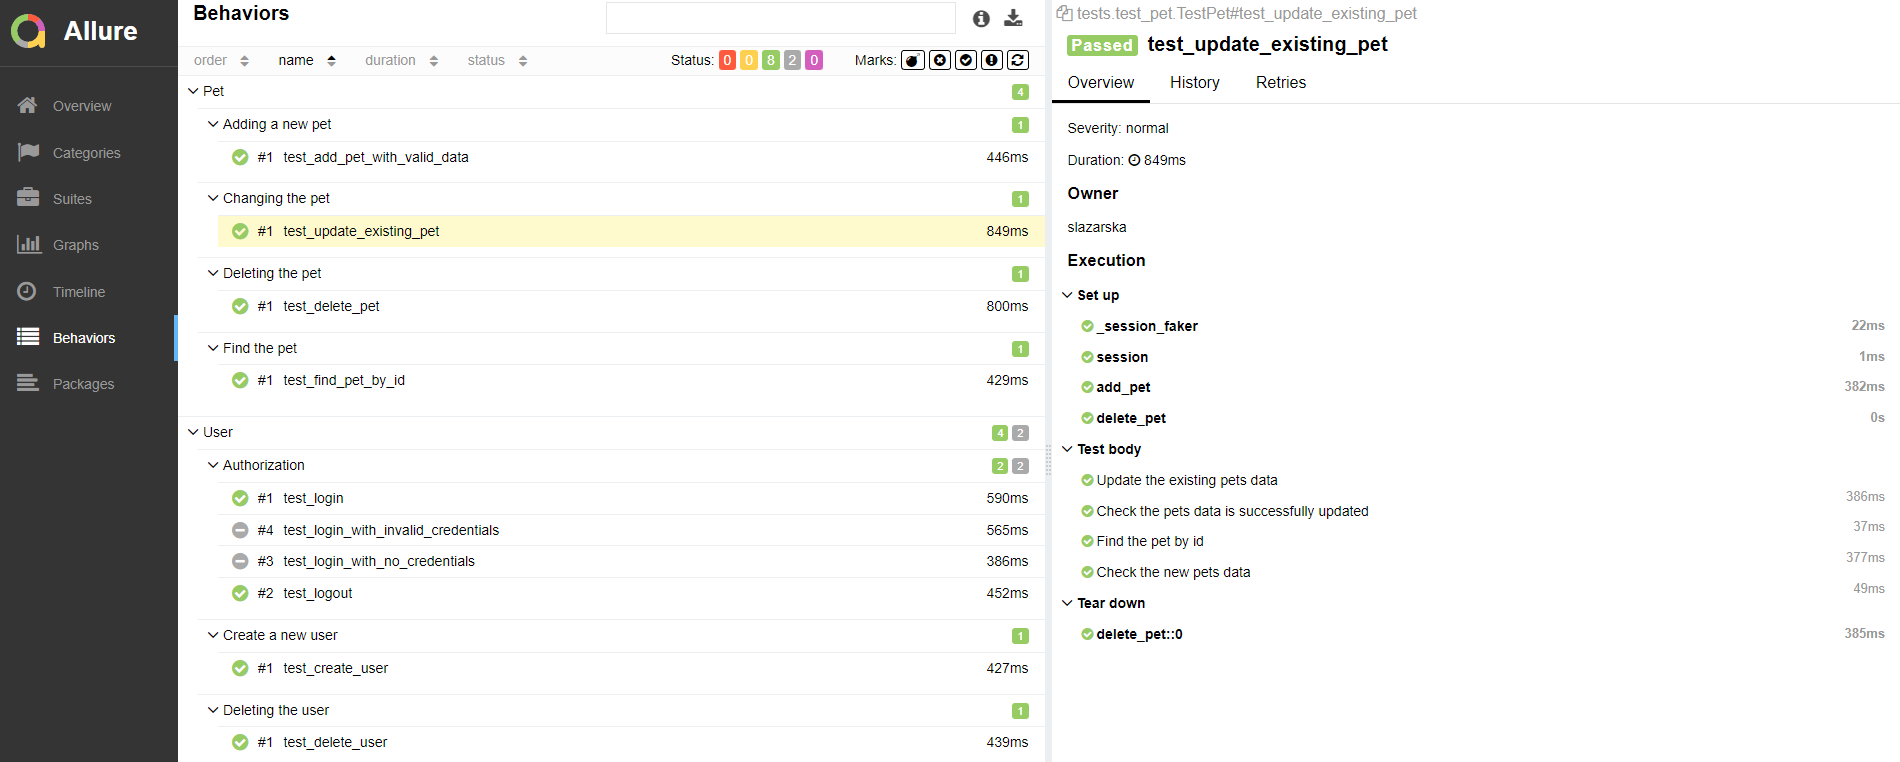 Allure
Overview
Categories
Suites
Graphs
Timeline
Behaviors
Packages
Behaviors
order name duration status Status: 0 0 8 2 0 Marks:
Pet 4
Adding a new pet 1
#1 test_add_pet_with_valid_data 446ms
Changing the pet 1
#1 test_update_existing_pet 849ms
Deleting the pet 1
#1 test_delete_pet 800ms
Find the pet 1
#1 test_find_pet_by_id 429ms
User 4 2
Authorization 2 2
#1 test_login 590ms
#4 test_login_with_invalid_credentials 565ms
#3 test_login_with_no_credentials 386ms
#2 test_logout 452ms
Create a new user 1
#1 test_create_user 427ms
Deleting the user 1
#1 test_delete_user 439ms
tests.test_pet.TestPet#test_update_existing_pet
Passed test_update_existing_pet
Overview History Retries
Severity: normal
Duration: 849ms
Owner
slazarska
Execution
Set up
_session_faker 22ms
session 1ms
add_pet 382ms
delete_pet 0s
Test body
Update the existing pets data 386ms
Check the pets data is successfully updated 37ms
Find the pet by id 377ms
Check the new pets data 49ms
Tear down
delete_pet::0 385ms